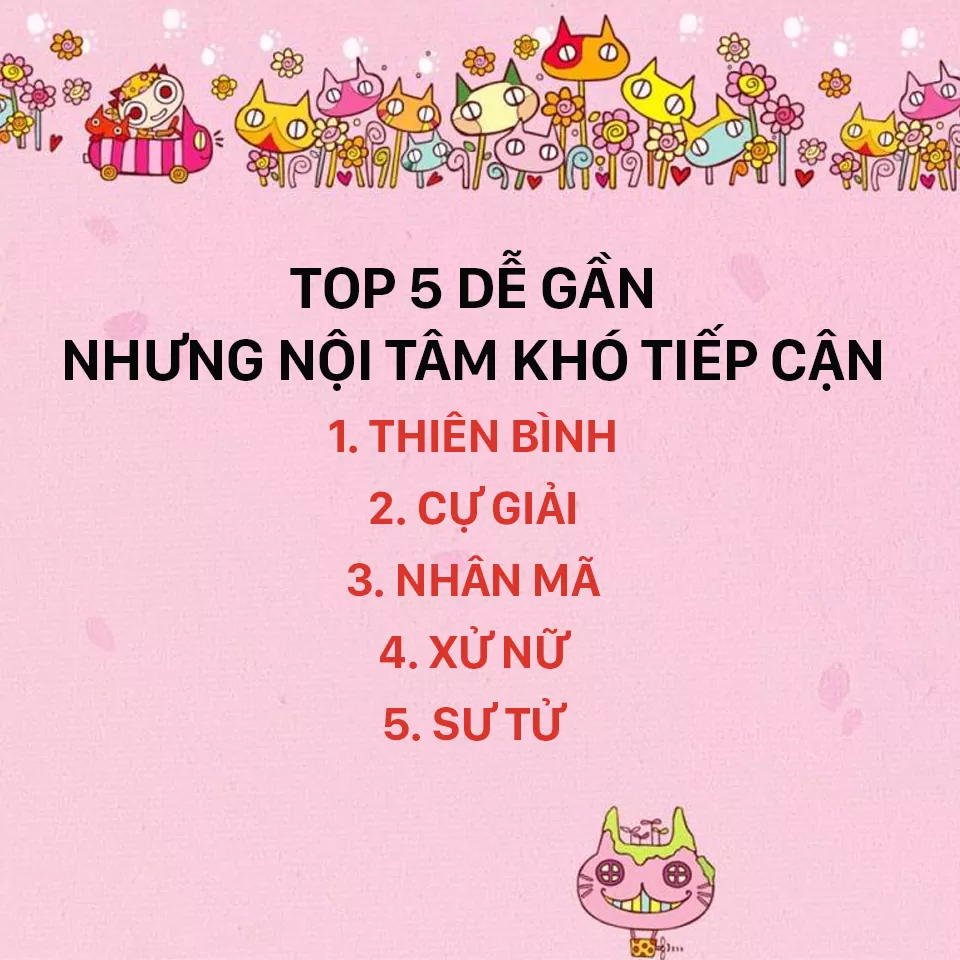 TOP 5 DỄ GẦN
NHƯNG NỘI TÂM KHÓ TIẾP CẬN
1. THIÊN BÌNH
2. CỰ GIẢI
3. NHÂN MÃ
4. XỬ NỮ
5. SƯ TỬ